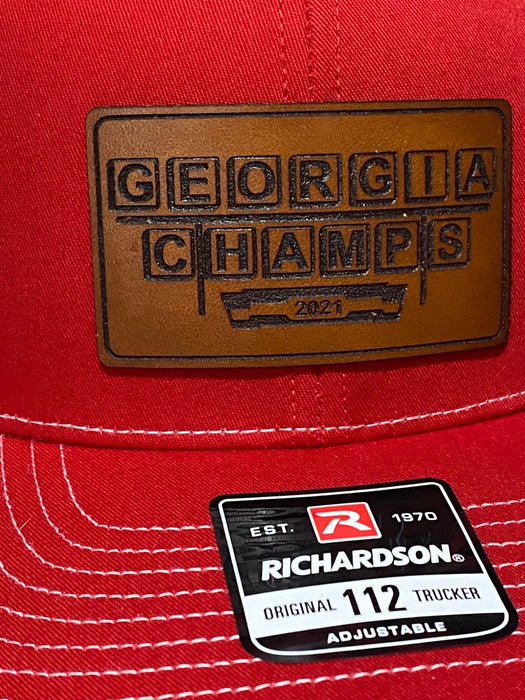 GEORGIA
CHAMPS
2021
EST. R 1970
RICHARDSON®
ORIGINAL 112 TRUCKER
ADJUSTABLE